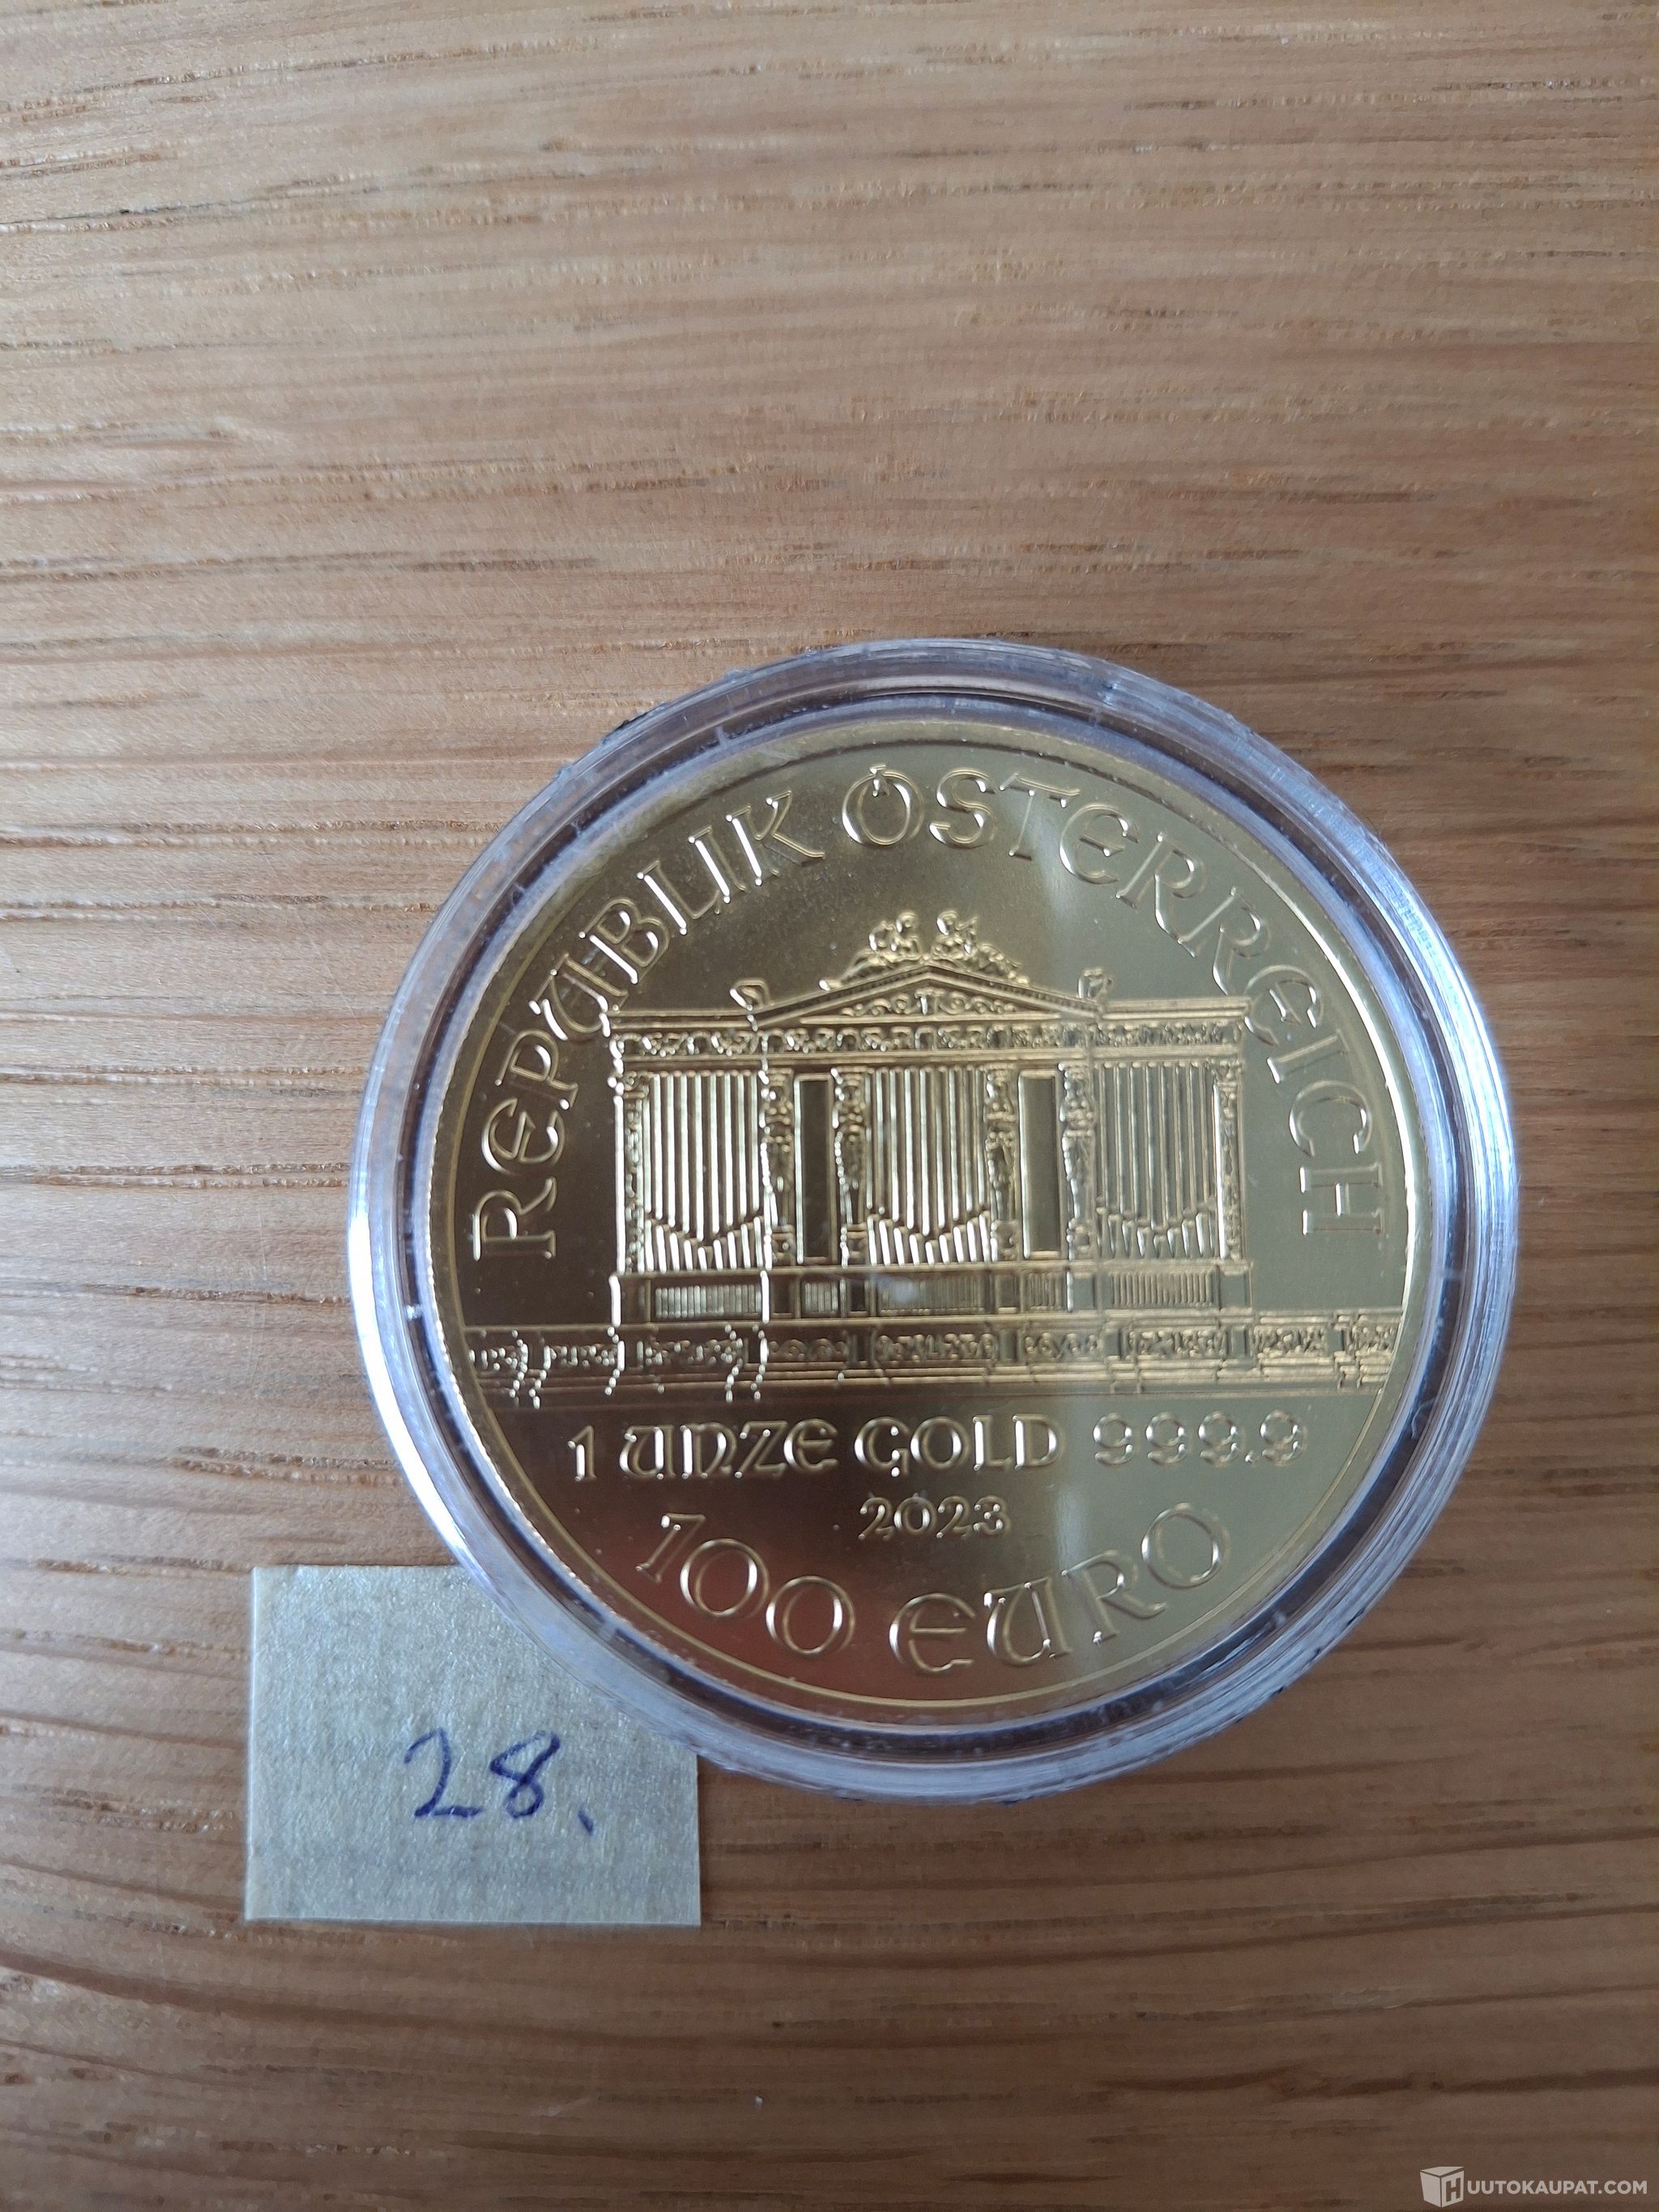 REPUBLIK ÖSTERREICH
1 UNZE GOLD 999.9
2023
100 EURO
28.
HUUTOKAUPAT.COM